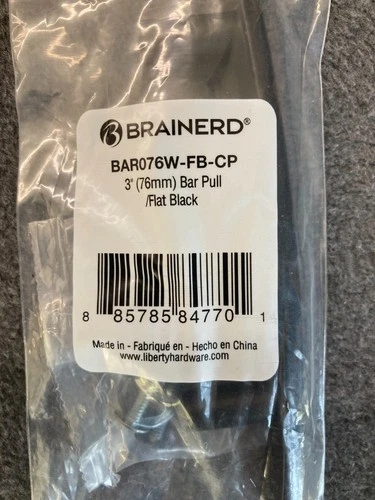 BRAINERD®
BAR076W-FB-CP
3" (76mm) Bar Pull
/Flat Black
8 85785 84770 1
Made in - Fabriqué en - Hecho en China
www.libertyhardware.com